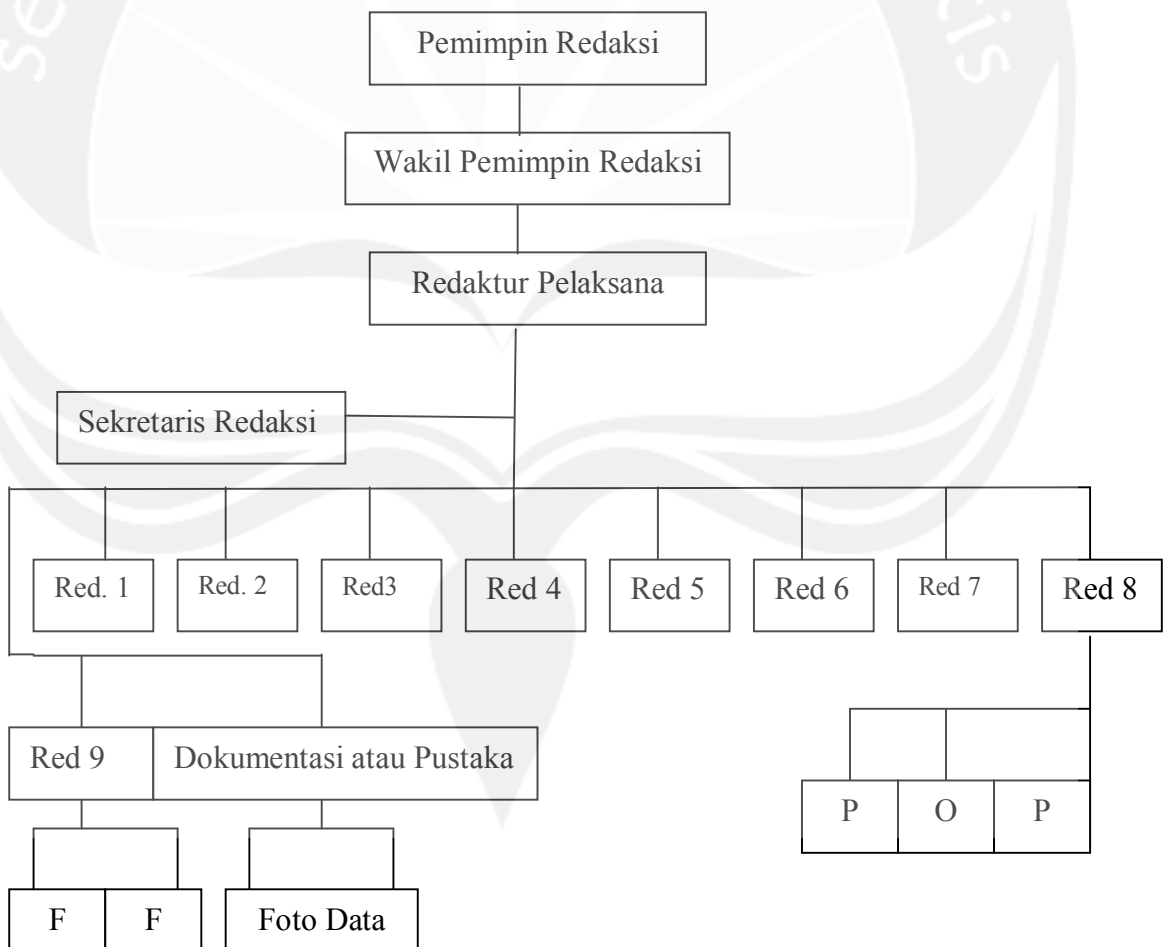 Pemimpin Redaksi
Wakil Pemimpin Redaksi
Redaktur Pelaksana
Sekretaris Redaksi
Red. 1
Red. 2
Red3
Red 4
Red 5
Red 6
Red 7
Red 8
Red 9
Dokumentasi atau Pustaka
P
O
P
F
F
Foto Data